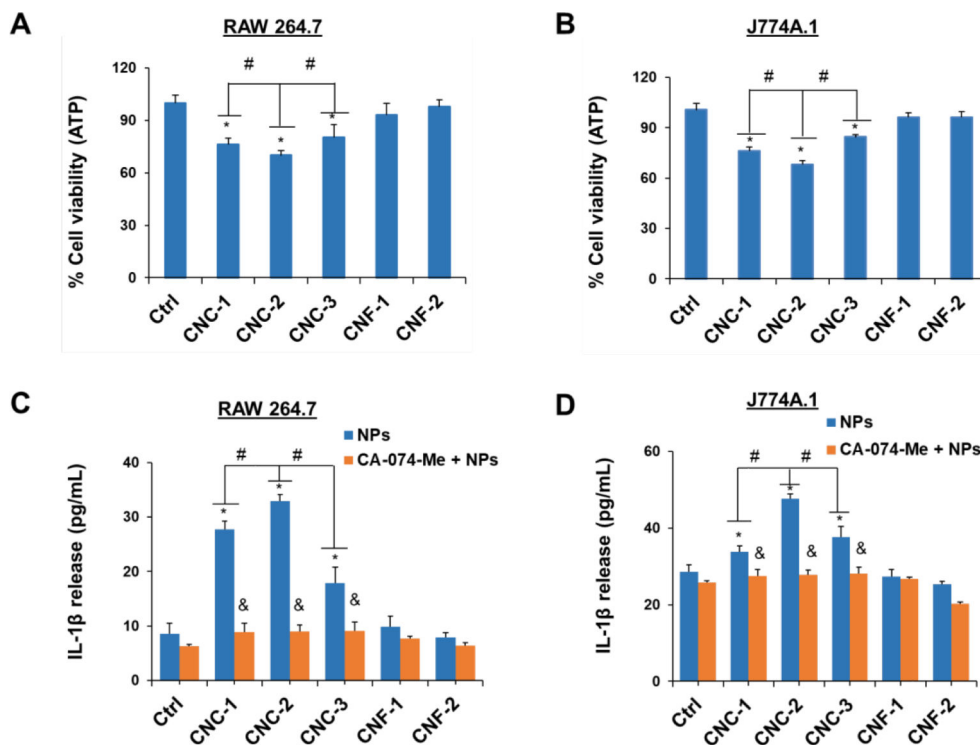 A
RAW 264.7
% Cell viability (ATP)
120
90
60
30
0
# #
* * *
Ctrl
CNC-1
CNC-2
CNC-3
CNF-1
CNF-2
B
J774A.1
% Cell viability (ATP)
120
90
60
30
0
# #
* * *
Ctrl
CNC-1
CNC-2
CNC-3
CNF-1
CNF-2
C
RAW 264.7
NPs
CA-074-Me + NPs
IL-1β release (pg/mL)
40
30
20
10
0
# #
* * *
& & &
Ctrl
CNC-1
CNC-2
CNC-3
CNF-1
CNF-2
D
J774A.1
NPs
CA-074-Me + NPs
IL-1β release (pg/mL)
60
40
20
0
# #
* * *
& & &
Ctrl
CNC-1
CNC-2
CNC-3
CNF-1
CNF-2